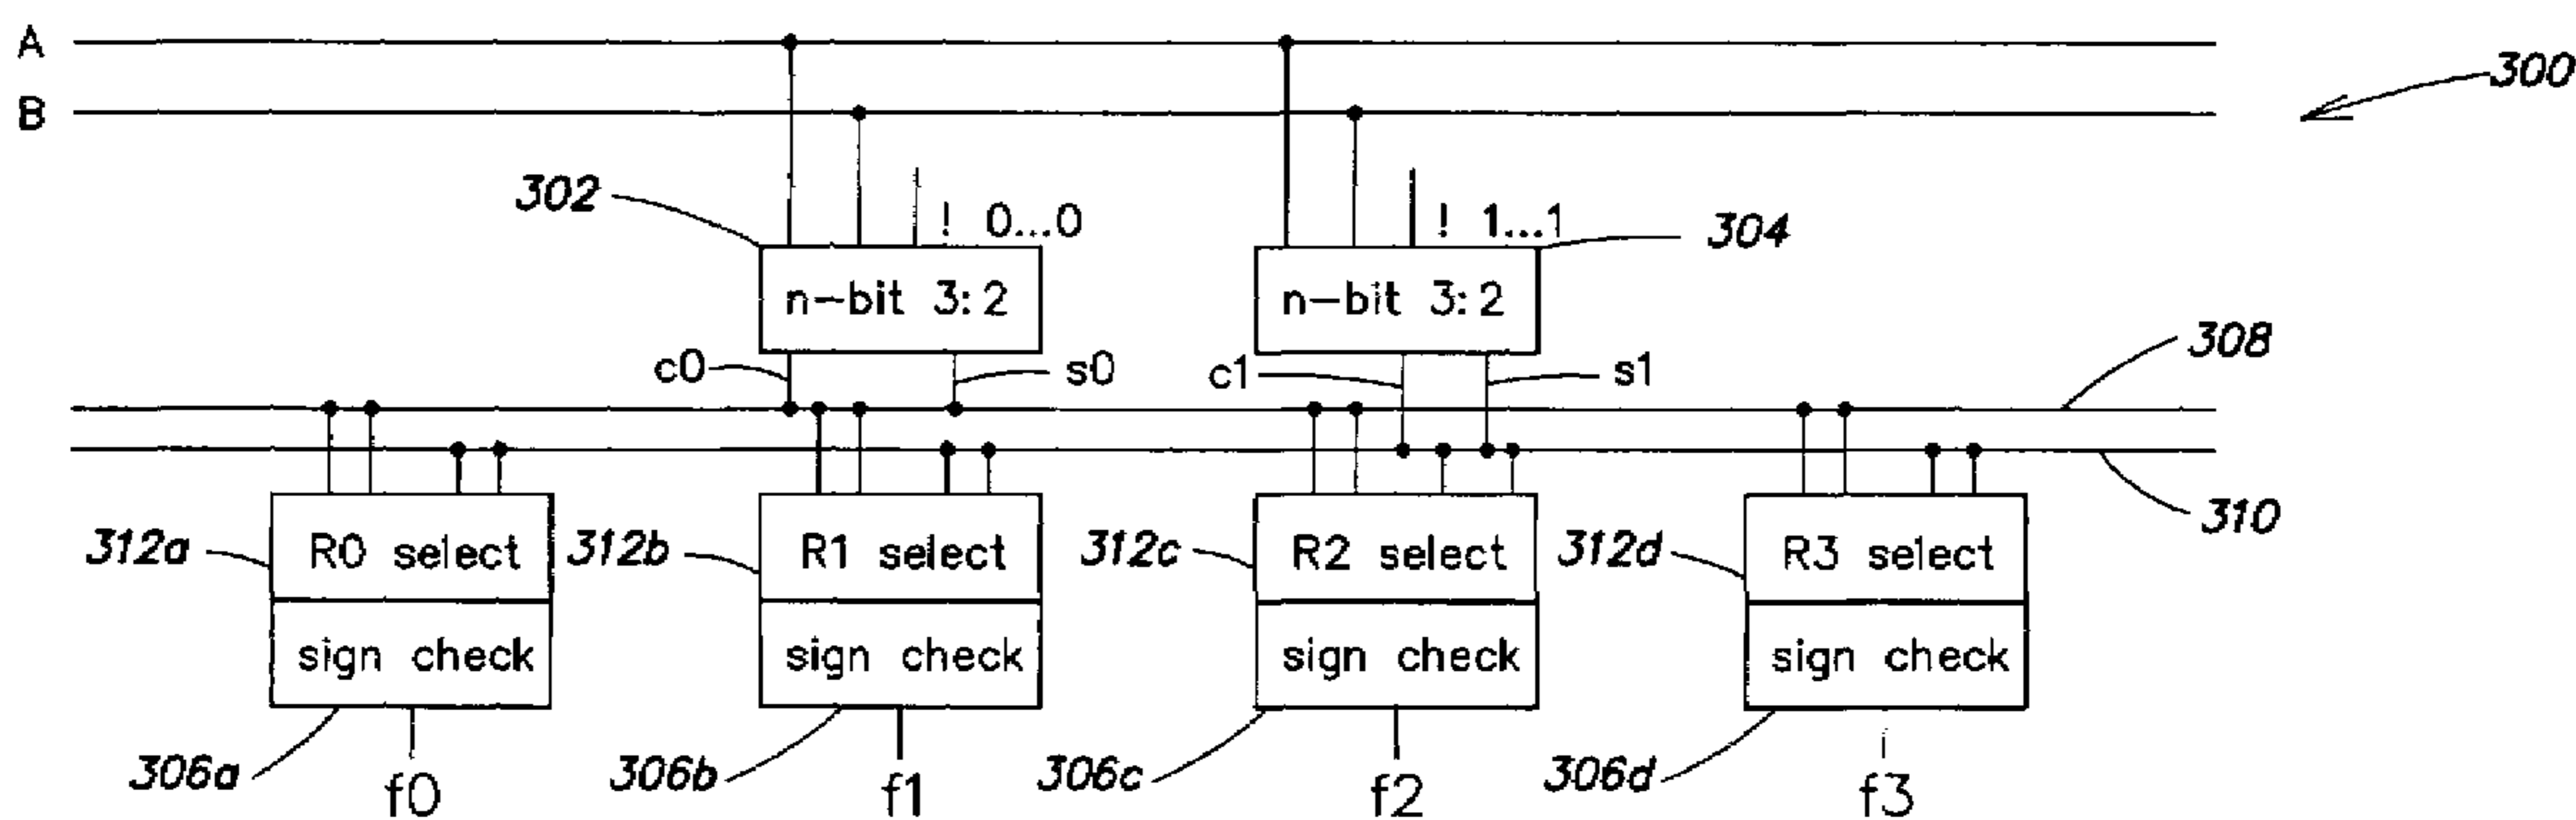 A
B
300
302
! 0...0
! 1...1
304
n-bit 3:2
n-bit 3:2
308
c0
s0
c1
s1
310
312a
R0 select
312b
R1 select
312c
R2 select
312d
R3 select
sign check
sign check
sign check
sign check
306a
f0
306b
f1
306c
f2
306d
f3